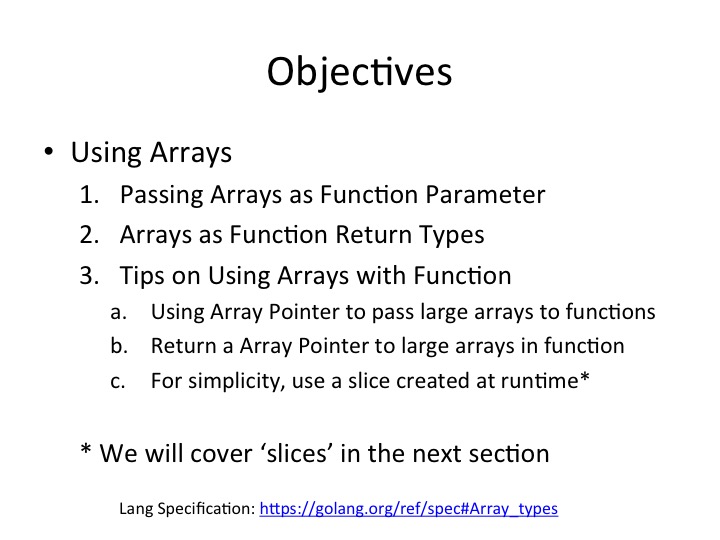 Objectives
• Using Arrays
1. Passing Arrays as Function Parameter
2. Arrays as Function Return Types
3. Tips on Using Arrays with Function
a. Using Array Pointer to pass large arrays to functions
b. Return a Array Pointer to large arrays in function
c. For simplicity, use a slice created at runtime*
* We will cover ‘slices’ in the next section
Lang Specification: https://golang.org/ref/spec#Array_types